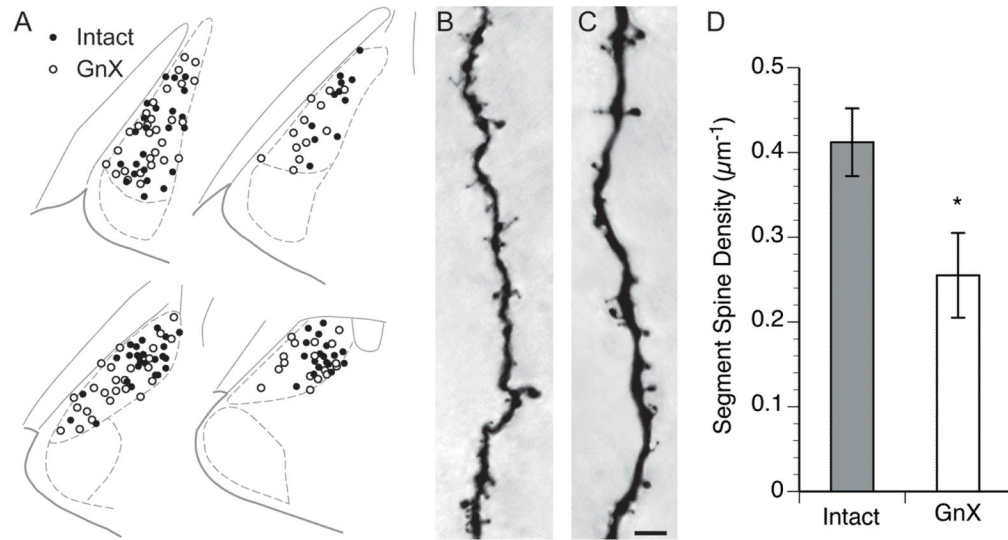 A
Intact
GnX
B
C
D
Segment Spine Density (µm-1)
0.5
0.4
0.3
0.2
0.1
0
*
Intact
GnX